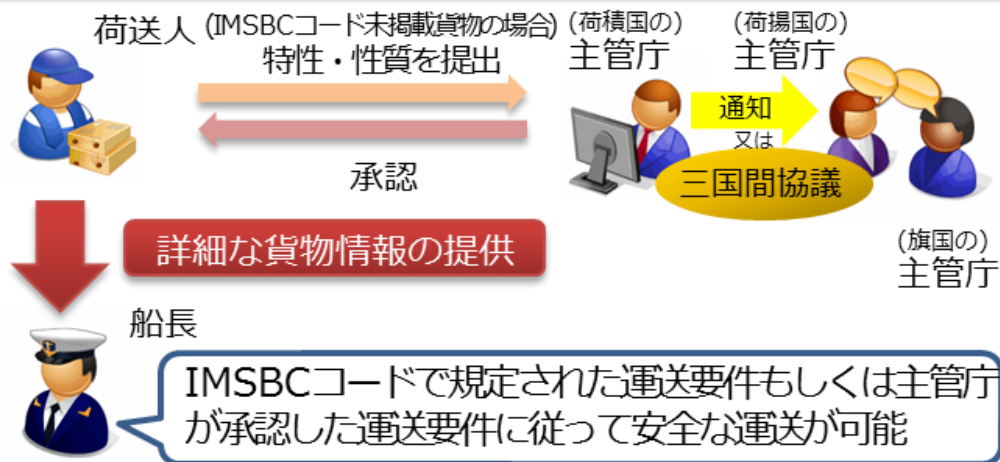 荷送人
(IMSBCコード未掲載貨物の場合)
特性・性質を提出
承認
(荷積国の)
主管庁
(荷揚国の)
主管庁
通知
又は
三国間協議
(旗国の)
主管庁
詳細な貨物情報の提供
船長
IMSBCコードで規定された運送要件もしくは主管庁
が承認した運送要件に従って安全な運送が可能